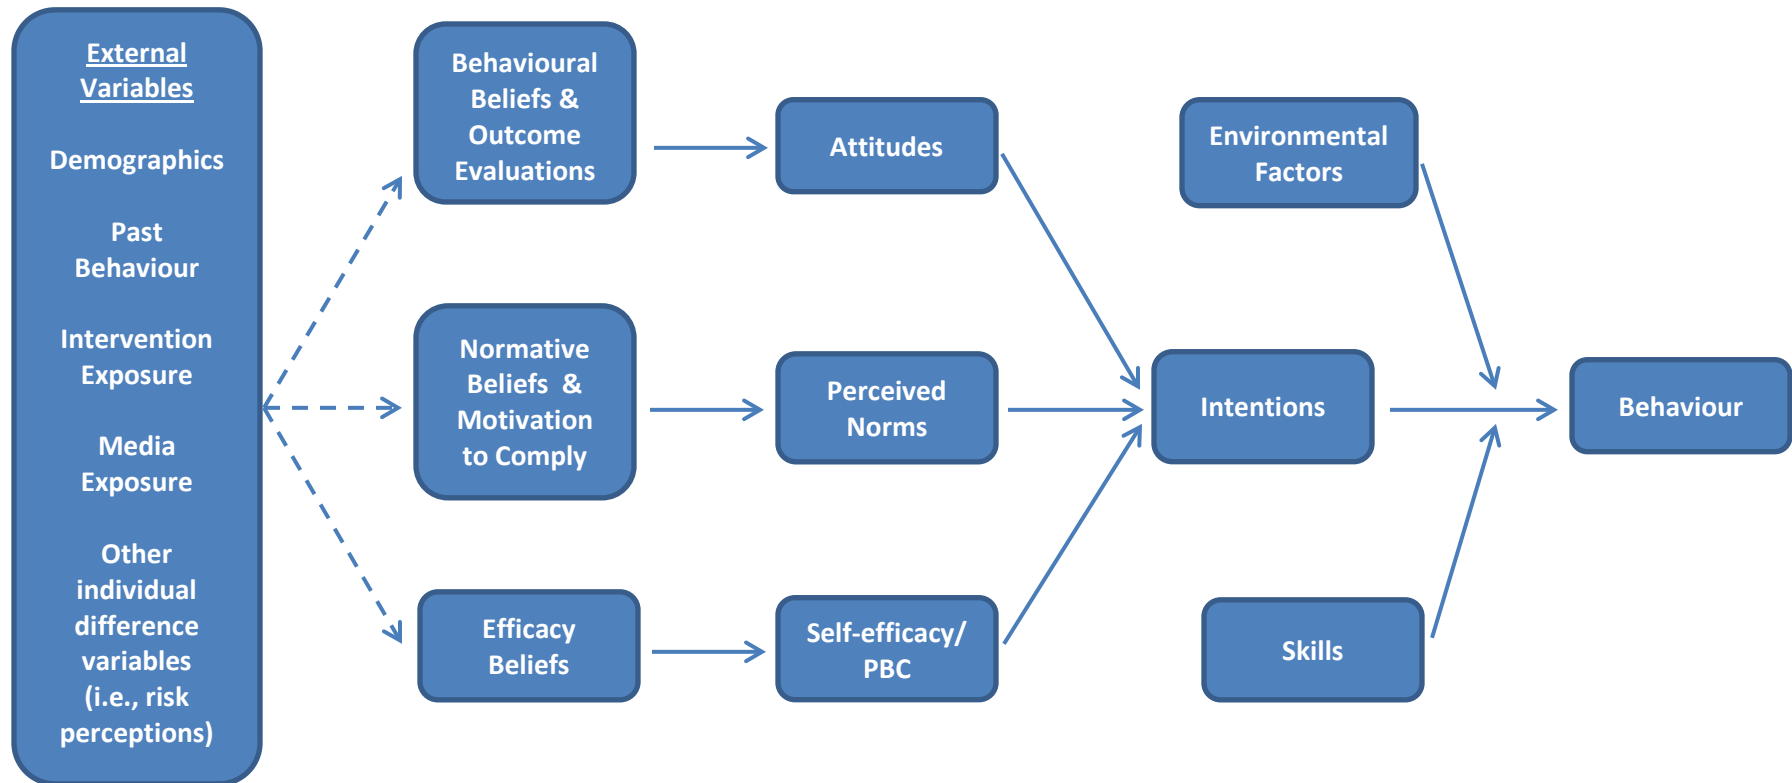 External
Variables
Demographics
Past
Behaviour
Intervention
Exposure
Media
Exposure
Other
individual
difference
variables
(i.e., risk
perceptions)
Behavioural
Beliefs &
Outcome
Evaluations
Normative
Beliefs &
Motivation
to Comply
Efficacy
Beliefs
Attitudes
Perceived
Norms
Self-efficacy/
PBC
Environmental
Factors
Intentions
Skills
Behaviour